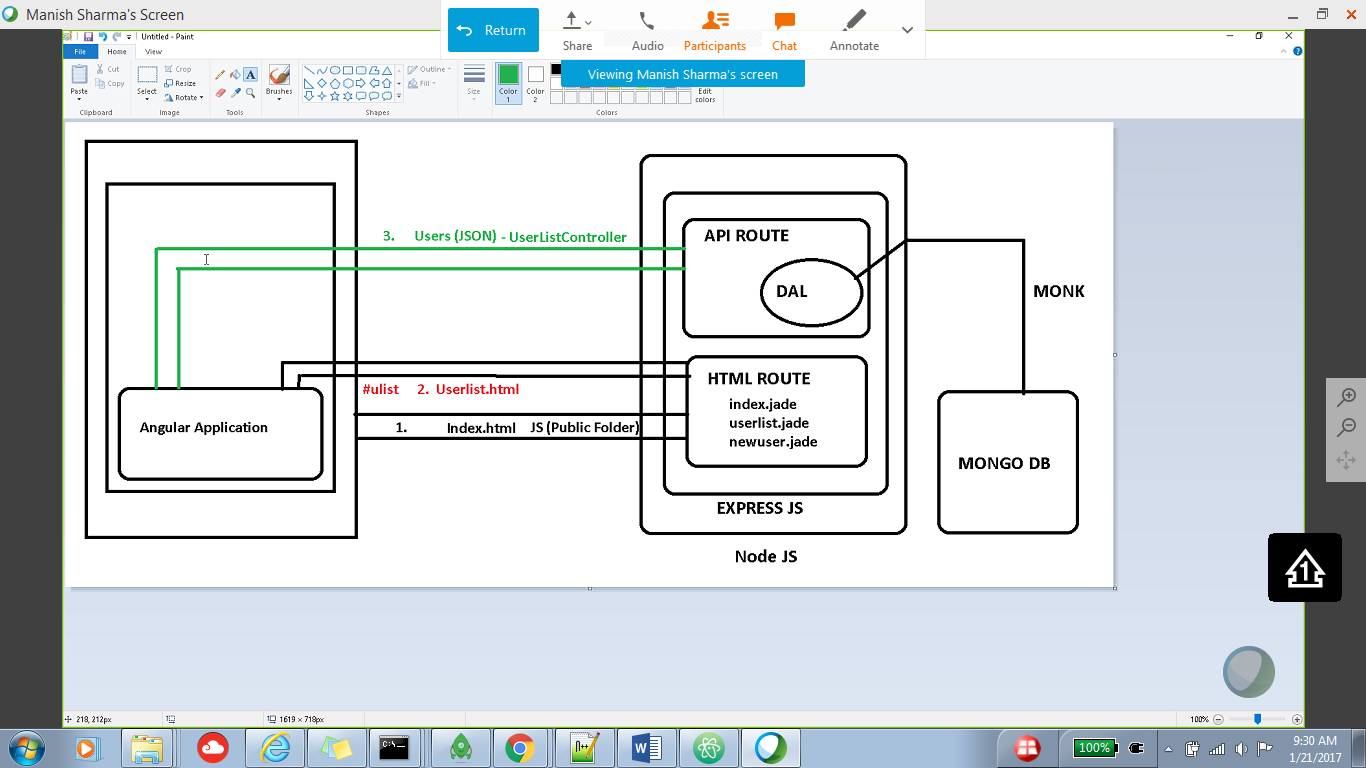 Manish Sharma's Screen
Return
Share
Audio
Participants
Chat
Annotate
Viewing Manish Sharma's screen
Untitled - Paint
File
Home
View
Paste
Cut
Copy
Clipboard
Select
Crop
Resize
Rotate
Image
A
Tools
Brushes
Outline
Fill
Shapes
Size
Color 1
Color 2
Edit colors
Colors
3. Users (JSON) - UserListController
API ROUTE
DAL
MONK
#ulist 2. Userlist.html
HTML ROUTE
index.jade
userlist.jade
newuser.jade
Angular Application
1. Index.html JS (Public Folder)
MONGO DB
EXPRESS JS
Node JS
1
218, 212px
1619 × 718px
100%
100%
9:30 AM
1/21/2017